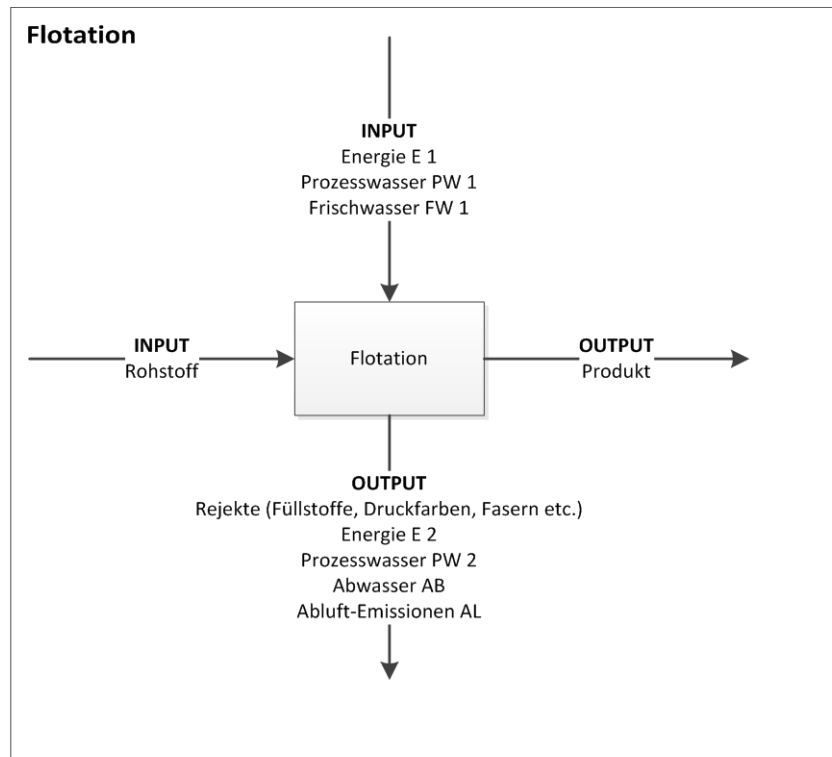 Flotation
INPUT
Energie E 1
Prozesswasser PW 1
Frischwasser FW 1
INPUT
Rohstoff
Flotation
OUTPUT
Produkt
OUTPUT
Rejekte (Füllstoffe, Druckfarben, Fasern etc.)
Energie E 2
Prozesswasser PW 2
Abwasser AB
Abluft-Emissionen AL